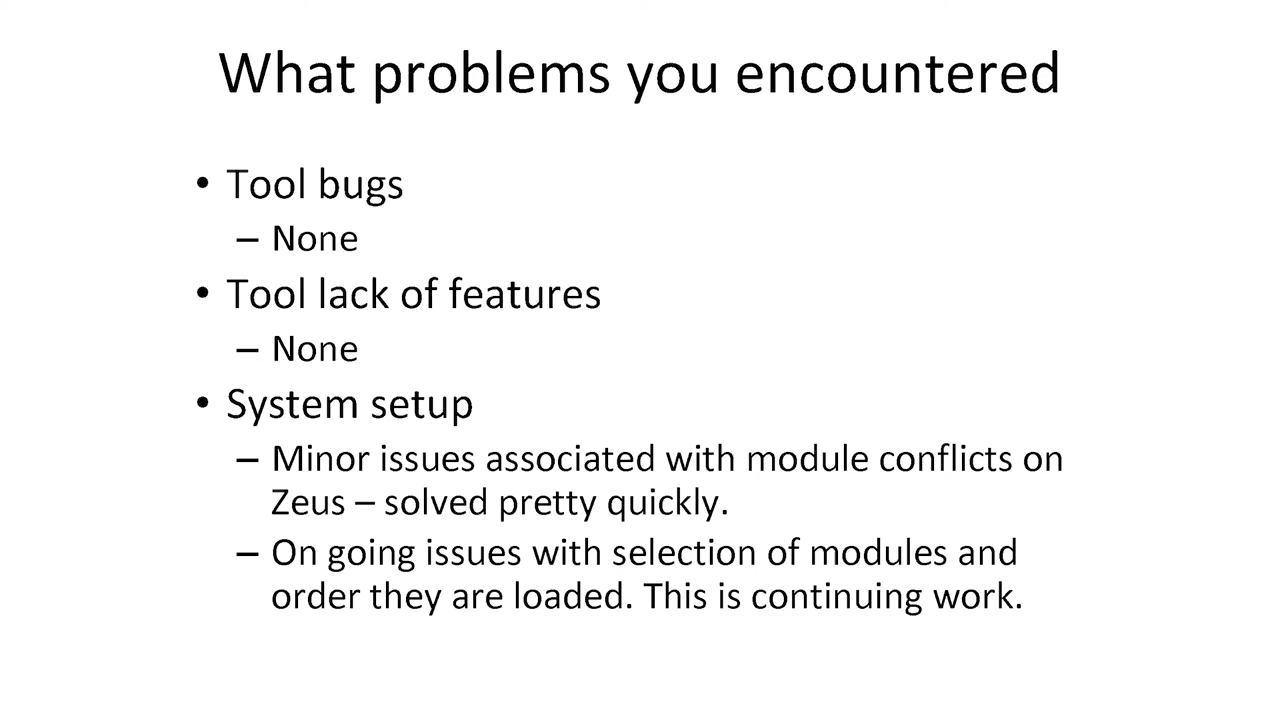 What problems you encountered
• Tool bugs
– None
• Tool lack of features
– None
• System setup
– Minor issues associated with module conflicts on
Zeus – solved pretty quickly.
– On going issues with selection of modules and
order they are loaded. This is continuing work.